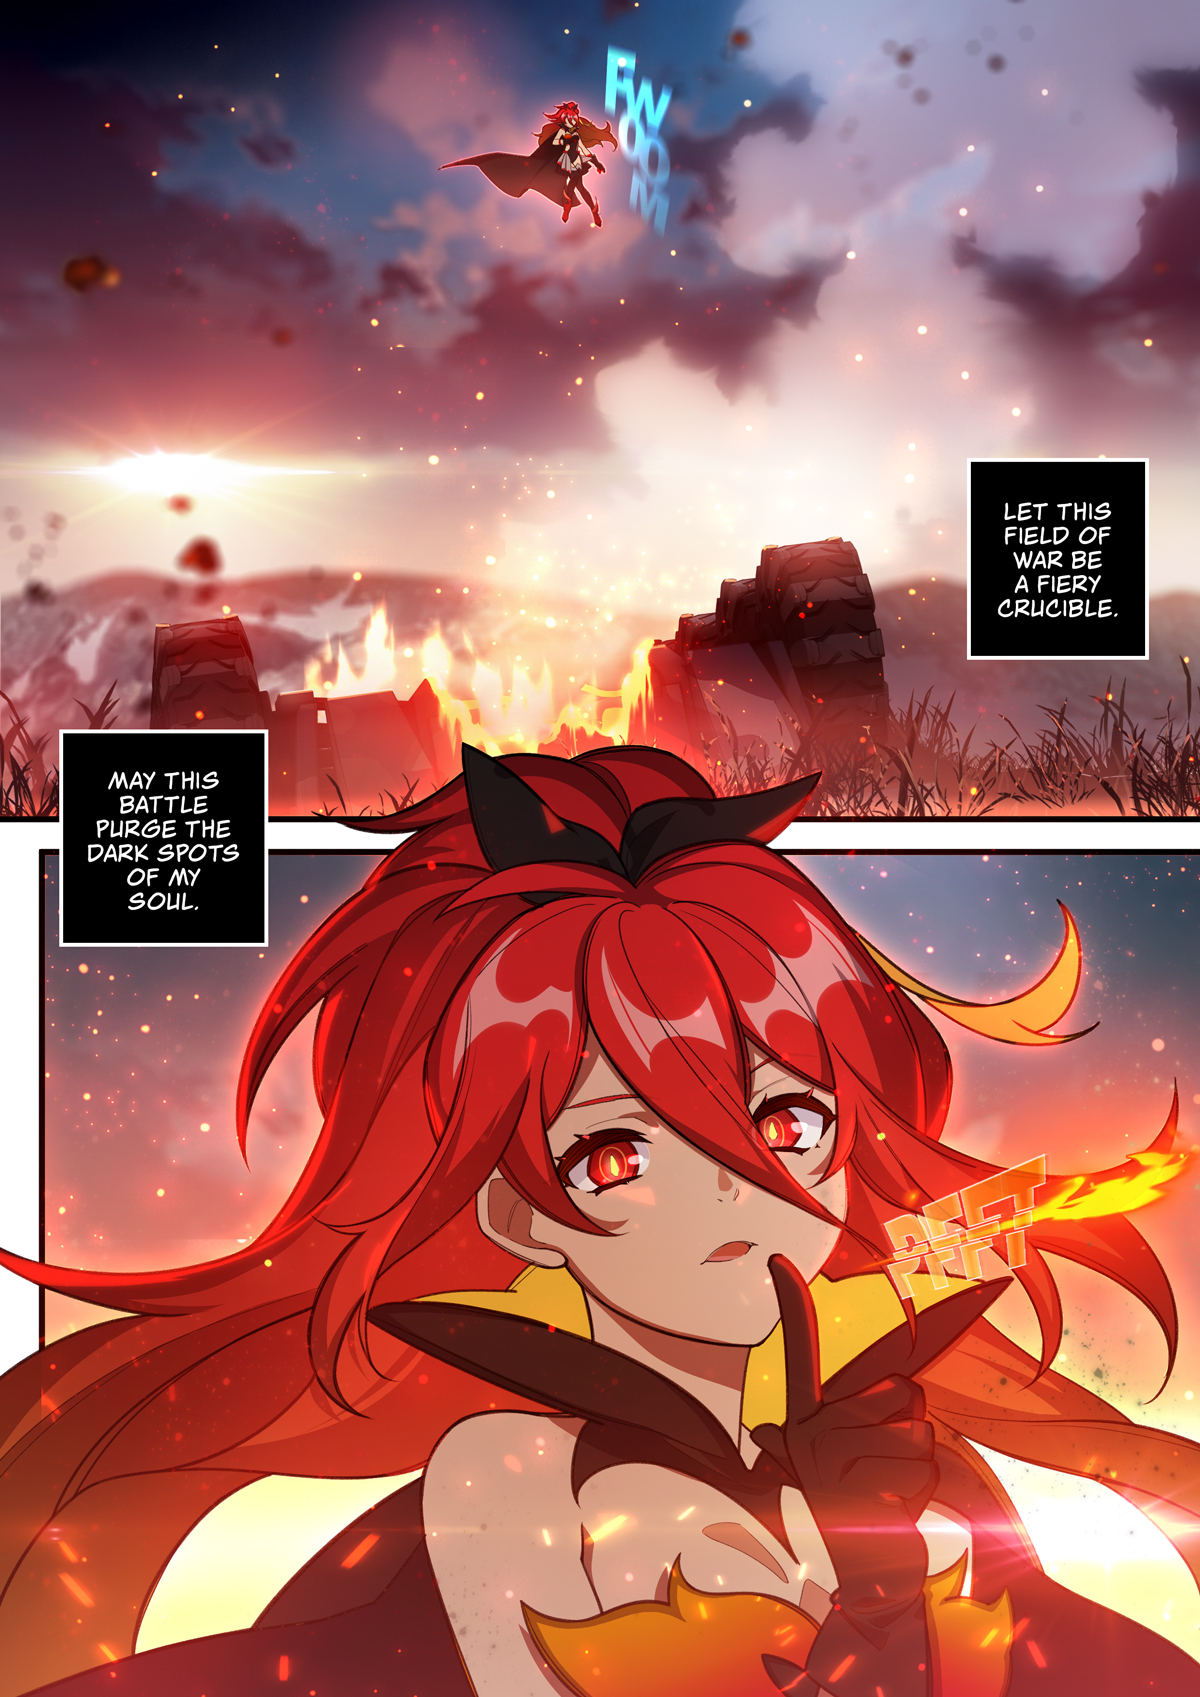 FWOOM
LET THIS
FIELD OF
WAR BE
A FIERY
CRUCIBLE.
MAY THIS
BATTLE
PURGE THE
DARK SPOTS
OF MY
SOUL.
PFFT